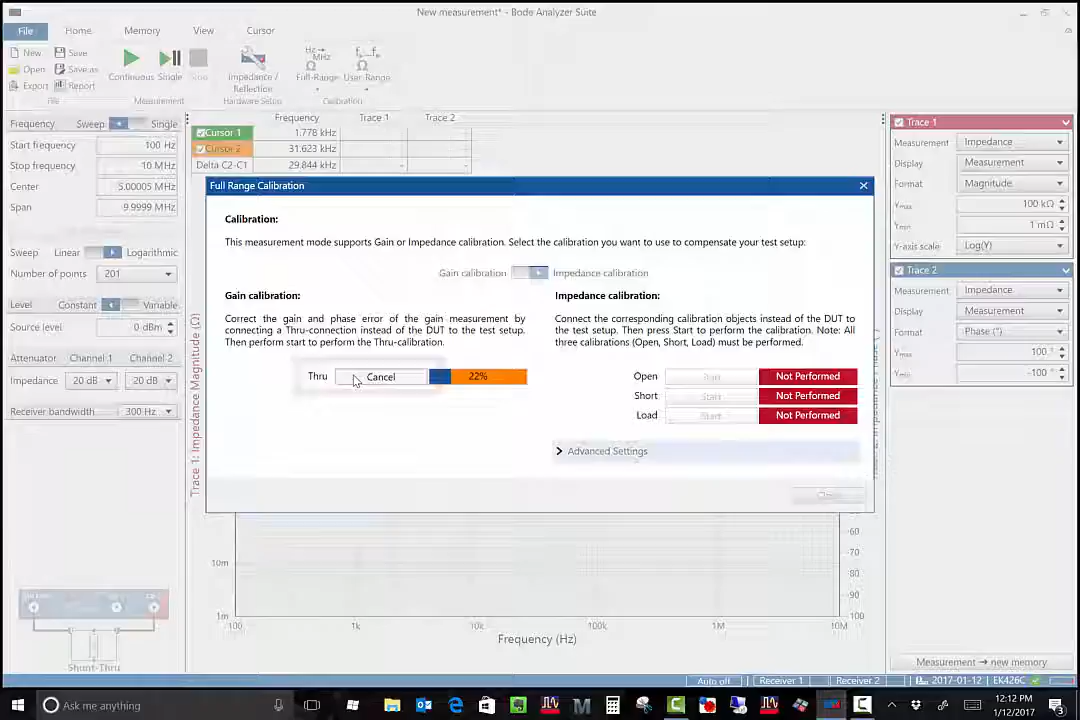 New measurement* - Bode Analyzer Suite
File Home Memory View Cursor
New Save
Open Save as
Export Report
Continuous Single Stop
Impedance / Reflection
Full-Range User Range
File Measurement Hardware Setup Calibration
Frequency Sweep Single
Start frequency 100 Hz
Stop frequency 10 MHz
Center 5.00005 MHz
Span 9.9999 MHz
Sweep Linear Logarithmic
Number of points 201
Level Constant Variable
Source level 0 dBm
Attenuator Channel 1 Channel 2
Impedance 20 dB 20 dB
Receiver bandwidth 300 Hz
Shunt-Thru
Frequency Trace 1 Trace 2
Cursor 1 1.778 kHz
Cursor 2 31.623 kHz
Delta C2-C1 29.844 kHz - -
Full Range Calibration
Calibration:
This measurement mode supports Gain or Impedance calibration. Select the calibration you want to use to compensate your test setup:
Gain calibration Impedance calibration
Gain calibration:
Correct the gain and phase error of the gain measurement by
connecting a Thru-connection instead of the DUT to the test setup.
Then perform start to perform the Thru-calibration.
Thru Cancel 22%
Impedance calibration:
Connect the corresponding calibration objects instead of the DUT to
the test setup. Then press Start to perform the calibration. Note: All
three calibrations (Open, Short, Load) must be performed.
Open Start Not Performed
Short Start Not Performed
Load Start Not Performed
Advanced Settings
Trace 1: Impedance Magnitude (Ω)
10m
1m
100 1k 10k 100k 1M 10M
Frequency (Hz)
-60
-70
-80
-90
-100
Trace 1
Measurement Impedance
Display Measurement
Format Magnitude
Ymax 100 kΩ
Ymin 1 mΩ
Y-axis scale Log(Y)
Trace 2
Measurement Impedance
Display Measurement
Format Phase (°)
Ymax 100 °
Ymin -100 °
Measurement → new memory
Auto off Receiver 1 Receiver 2 2017-01-12 EK426C
Ask me anything
12:12 PM
1/12/2017
3